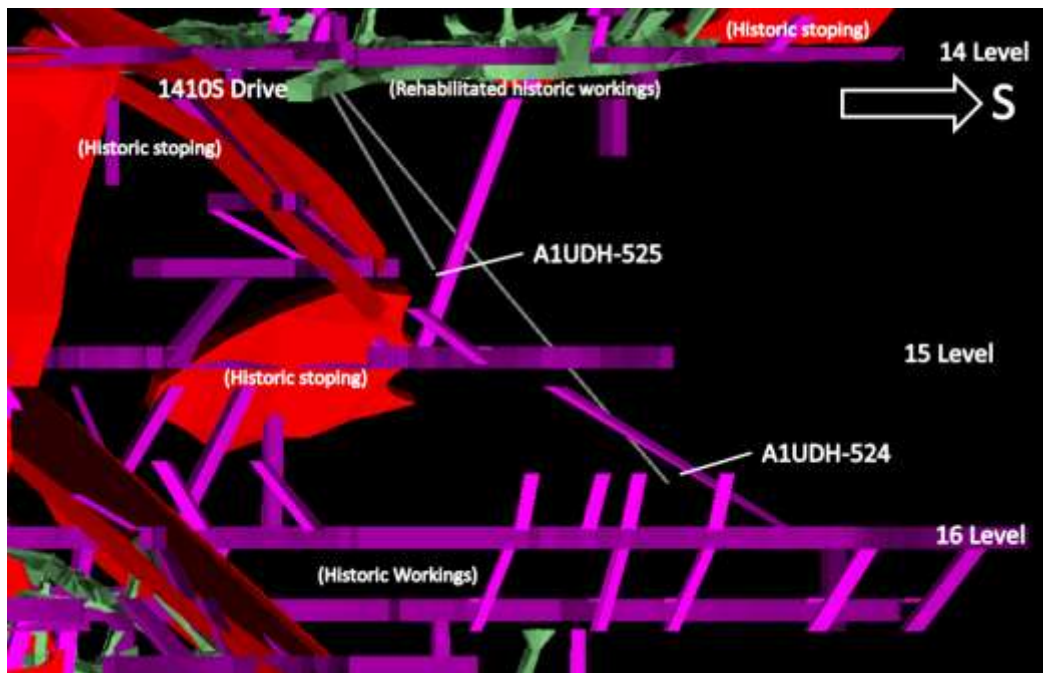 (Historic stoping)
14 Level
1410S Drive
(Rehabilitated historic workings)
S
(Historic stoping)
A1UDH-525
15 Level
(Historic stoping)
A1UDH-524
16 Level
(Historic Workings)